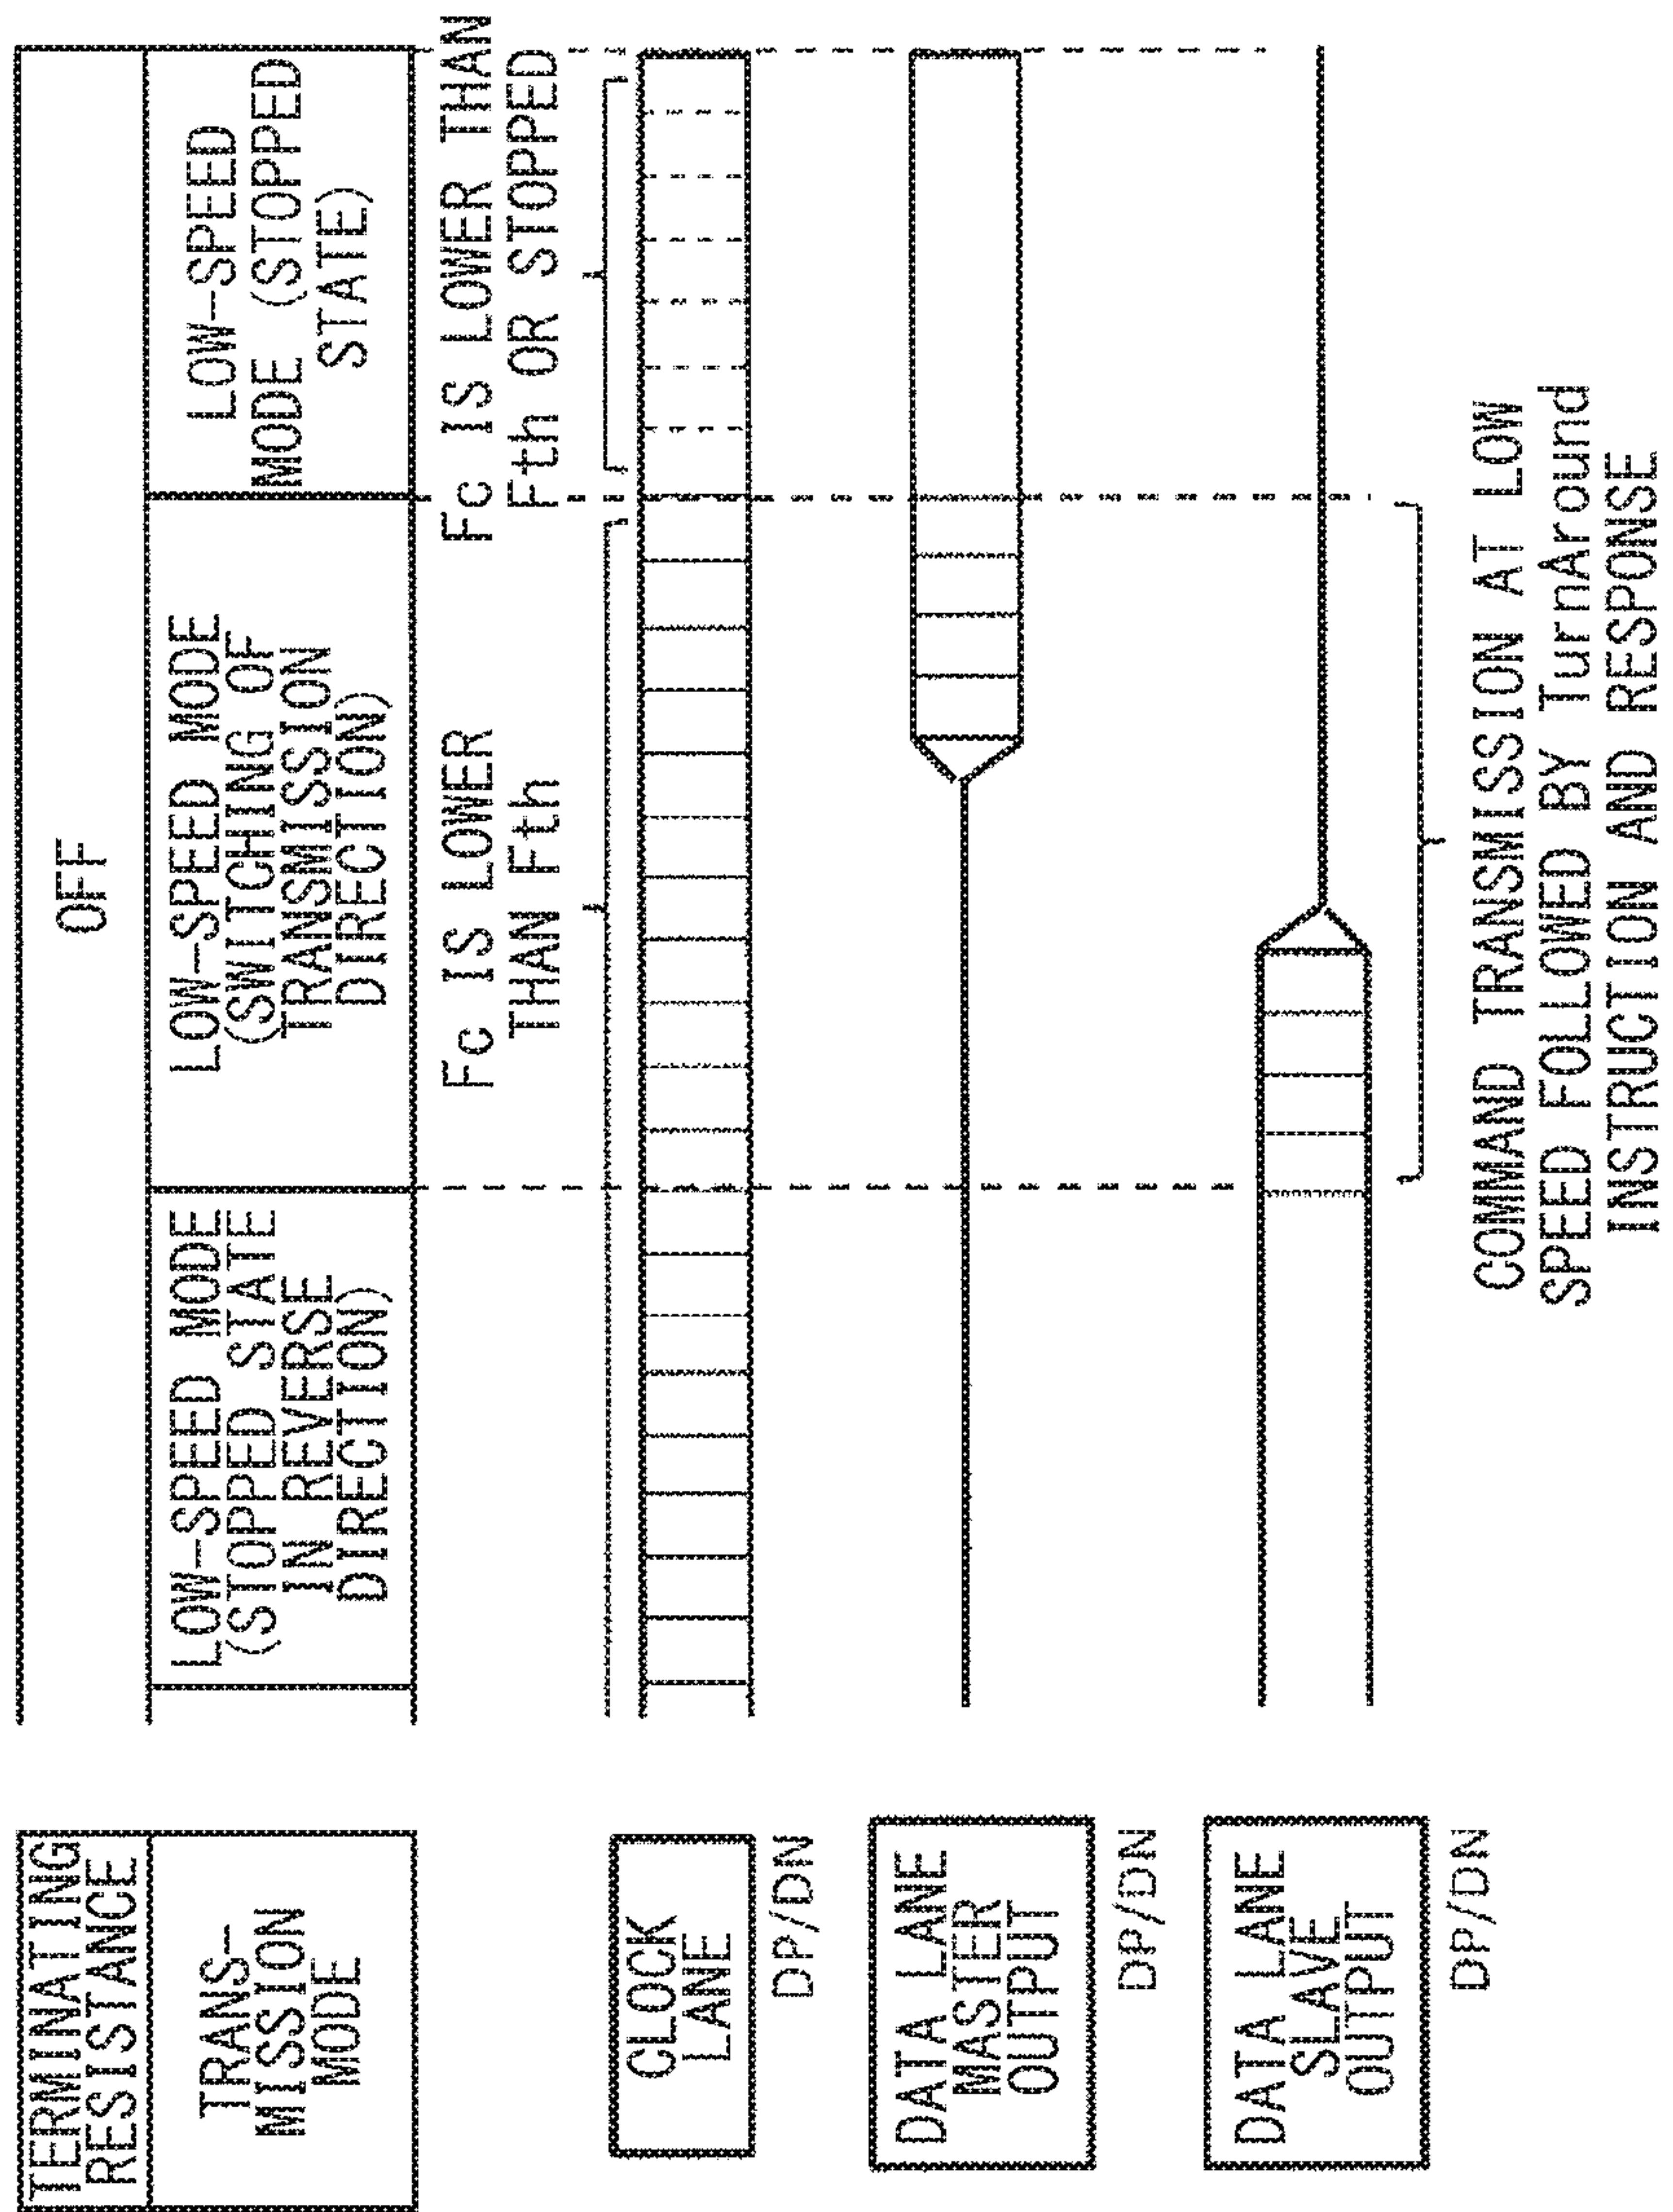 TERMINATING
RESISTANCE
OFF
TRANS-
MISSION
MODE
LOW-SPEED MODE
(STOPPED STATE
IN REVERSE
DIRECTION)
LOW-SPEED MODE
(SWITCHING OF
TRANSMISSION
DIRECTION)
LOW-SPEED
MODE (STOPPED
STATE)
Fc IS LOWER
THAN Fth
Fc IS LOWER THAN
Fth OR STOPPED
CLOCK
LANE
DP/DN
DATA LANE
MASTER
OUTPUT
DP/DN
DATA LANE
SLAVE
OUTPUT
DP/DN
COMMAND TRANSMISSION AT LOW
SPEED FOLLOWED BY TurnAround
INSTRUCTION AND RESPONSE